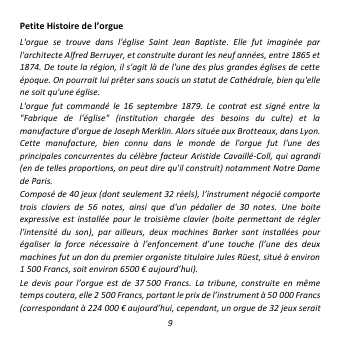 Petite Histoire de l'orgue
L'orgue se trouve dans l'église Saint Jean Baptiste. Elle fut imaginée par
l'architecte Alfred Berruyer, et construite durant les neuf années, entre 1865 et
1874. De toute la région, il s'agit là de l'une des plus grandes églises de cette
époque. On pourrait lui prêter sans soucis un statut de Cathédrale, bien qu'elle
ne soit qu'une église.
L'orgue fut commandé le 16 septembre 1879. Le contrat est signé entre la
"Fabrique de l'église" (institution chargée des besoins du culte) et la
manufacture d'orgue de Joseph Merklin. Alors située aux Brotteaux, dans Lyon.
Cette manufacture, bien connu dans le monde de l'orgue fut l'une des
principales concurrentes du célèbre facteur Aristide Cavaillé-Coll, qui agrandi
(en de telles proportions, on peut dire qu'il construit) notamment Notre Dame
de Paris.
Composé de 40 jeux (dont seulement 32 réels), l'instrument négocié comporte
trois claviers de 56 notes, ainsi que d'un pédalier de 30 notes. Une boite
expressive est installée pour le troisième clavier (boite permettant de régler
l'intensité du son), par ailleurs, deux machines Barker sont installées pour
égaliser la force nécessaire à l'enfoncement d'une touche (l'une des deux
machines fut un don du premier organiste titulaire Jules Rüest, situé à environ
1 500 Francs, soit environ 6500 € aujourd'hui).
Le devis pour l'orgue est de 37 500 Francs. La tribune, construite en même
temps coutera, elle 2 500 Francs, portant le prix de l'instrument à 50 000 Francs
(correspondant à 224 000 € aujourd'hui, cependant, un orgue de 32 jeux serait
9